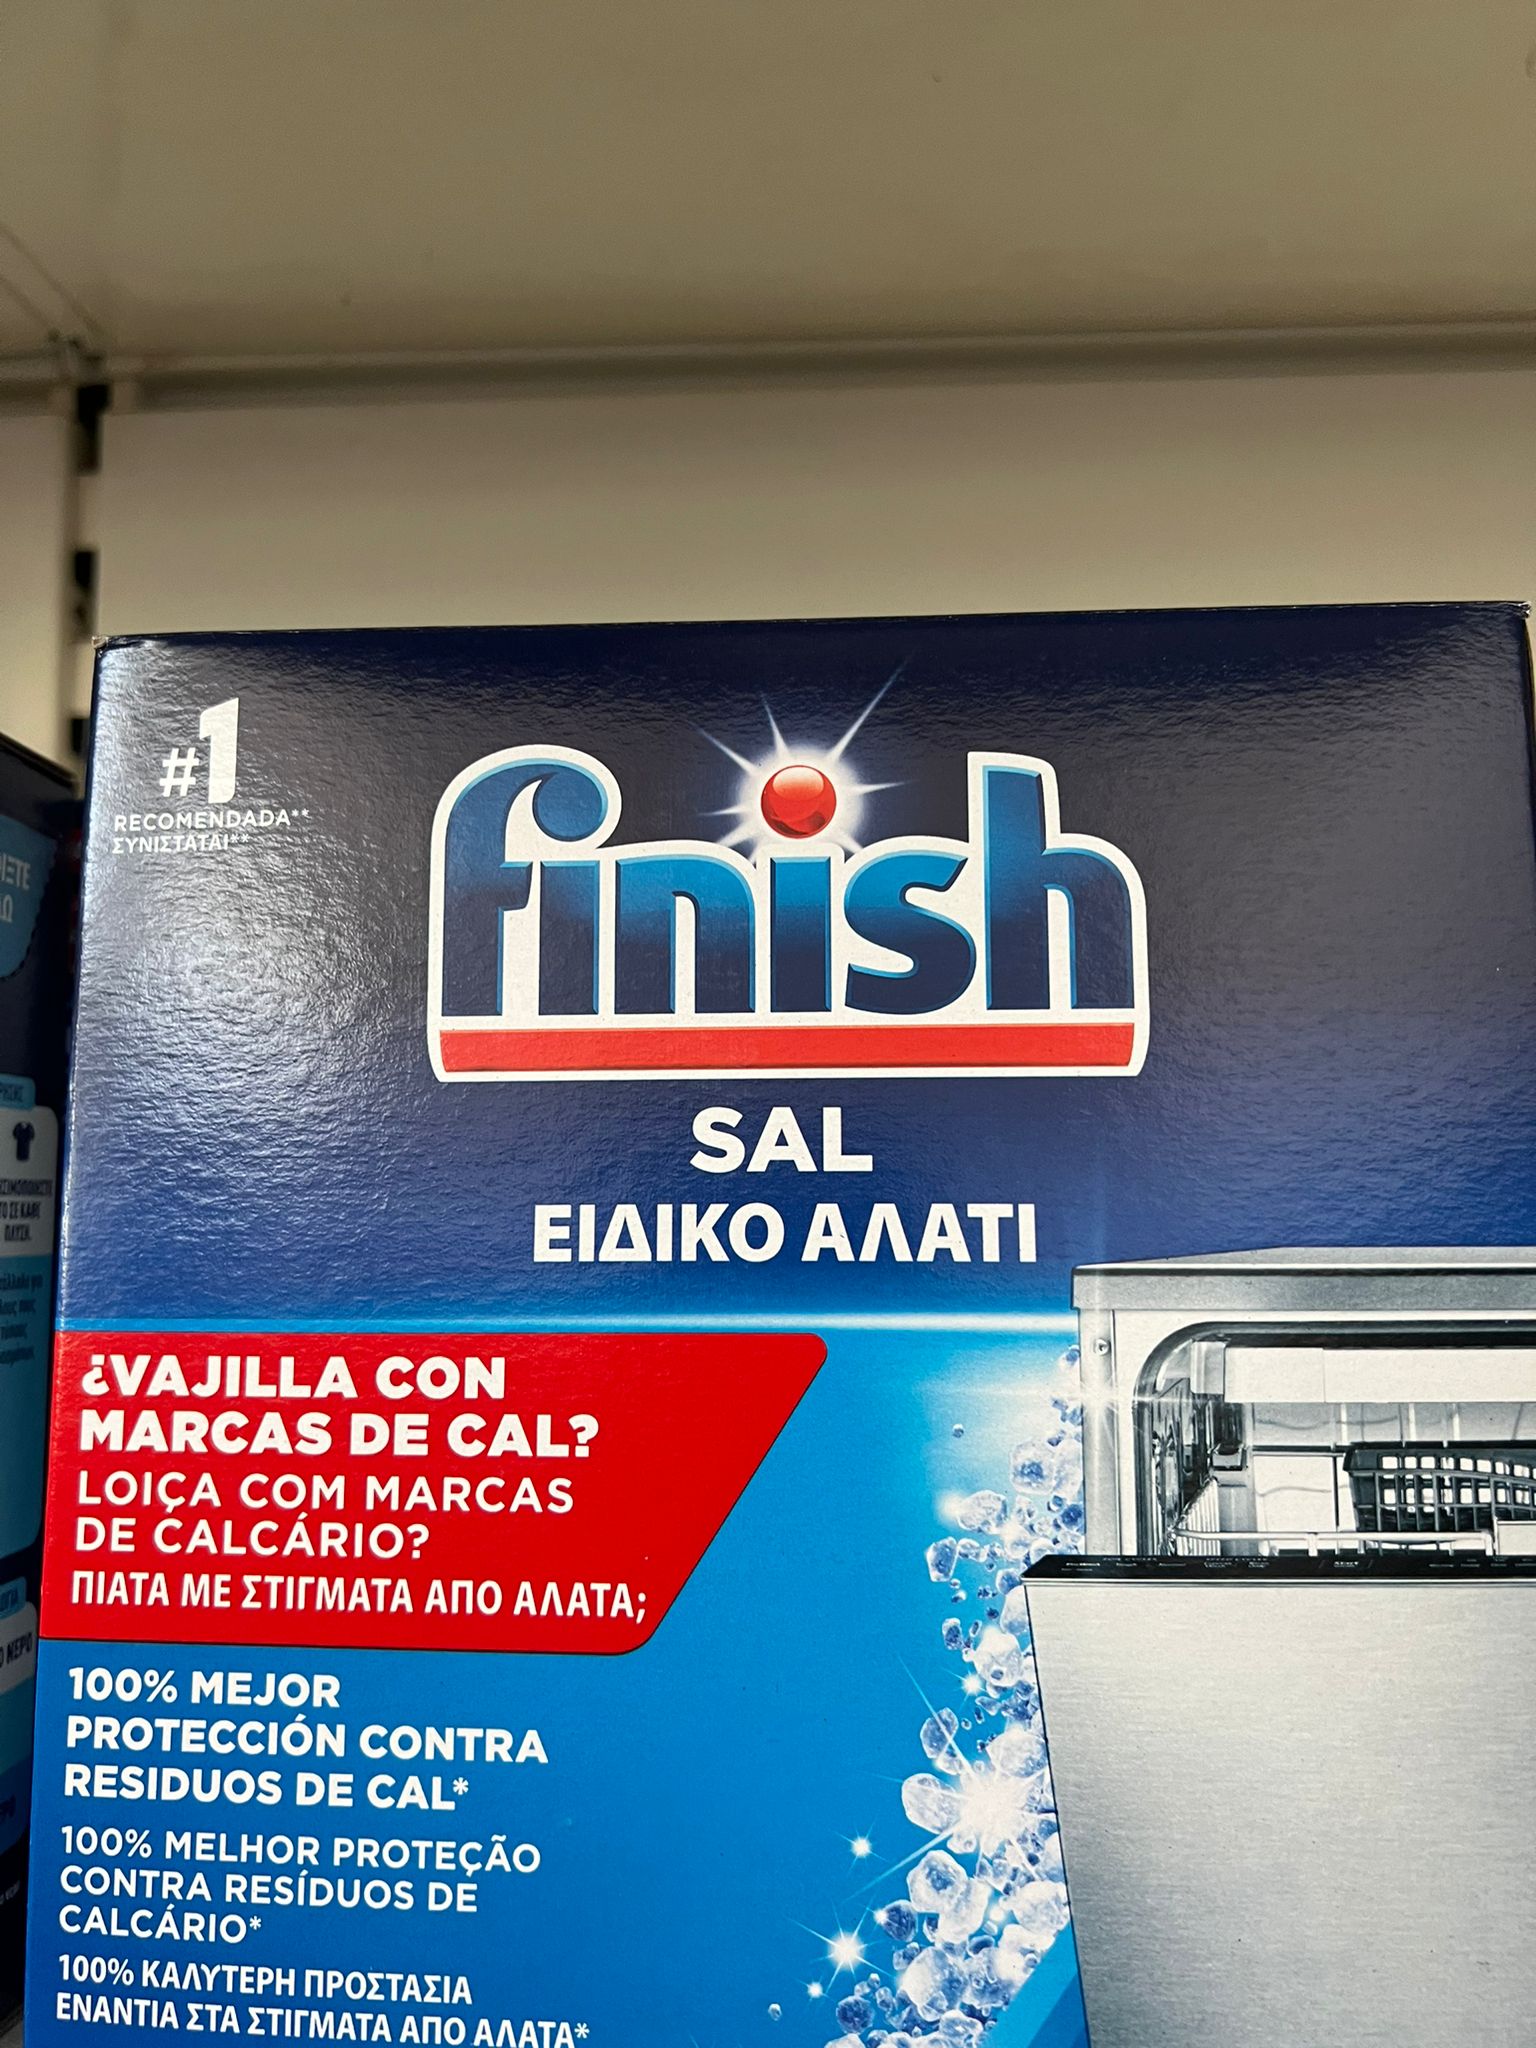 #1
RECOMENDADA**
ΣΥΝΙΣΤΑΤΑΙ**
finish
SAL
ΕΙΔΙΚΟ ΑΛΑΤΙ
¿VAJILLA CON
MARCAS DE CAL?
LOIÇA COM MARCAS
DE CALCÁRIO?
ΠΙΑΤΑ ΜΕ ΣΤΙΓΜΑΤΑ ΑΠΟ ΑΛΑΤΑ;
100% MEJOR
PROTECCIÓN CONTRA
RESIDUOS DE CAL*
100% MELHOR PROTEÇÃO
CONTRA RESÍDUOS DE
CALCÁRIO*
100% ΚΑΛΥΤΕΡΗ ΠΡΟΣΤΑΣΙΑ
ΕΝΑΝΤΙΑ ΣΤΑ ΣΤΙΓΜΑΤΑ ΑΠΟ ΑΛΑΤΑ*